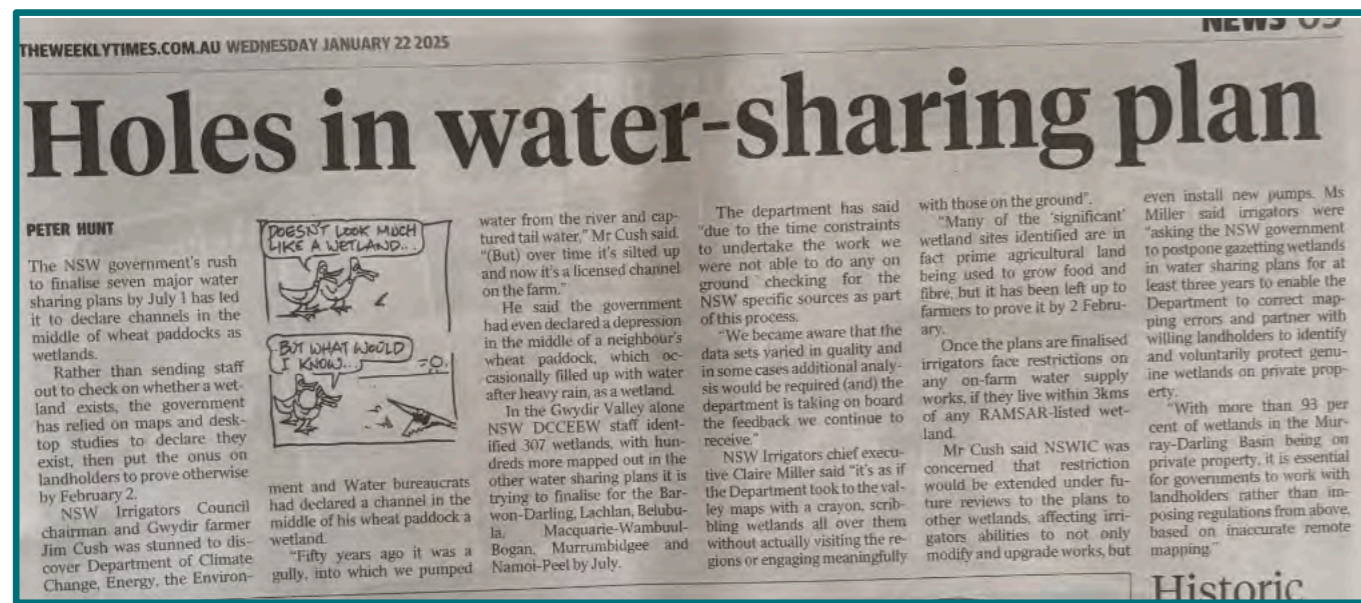 NEWS
THEWEEKLYTIMES.COM.AU WEDNESDAY JANUARY 22 2025
Holes in water-sharing plan
PETER HUNT
The NSW government's rush
to finalise seven major water
sharing plans by July 1 has led
it to declare channels in the
middle of wheat paddocks as
wetlands.
Rather than sending staff
out to check on whether a wet-
land exists, the government
has relied on maps and desk-
top studies to declare they
exist, then put the onus on
landholders to prove otherwise
by February 2.
NSW Irrigators Council
chairman and Gwydir farmer
Jim Cush was stunned to dis-
cover Department of Climate
Change, Energy, the Environ-
DOESN'T LOOK MUCH
LIKE A WETLAND...
BUT WHAT WOULD
I KNOW...
ment and Water bureaucrats
had declared a channel in the
middle of his wheat paddock a
wetland.
"Fifty years ago it was a
gully, into which we pumped
water from the river and cap-
tured tail water," Mr Cush said.
"(But) over time it's silted up
and now it's a licensed channel
on the farm."
He said the government
had even declared a depression
in the middle of a neighbour's
wheat paddock, which oc-
casionally filled up with water
after heavy rain, as a wetland.
In the Gwydir Valley alone
NSW DCCEEW staff ident-
ified 307 wetlands, with hun-
dreds more mapped out in the
other water sharing plans it is
trying to finalise for the Bar-
won-Darling, Lachlan, Belubu-
la, Macquarie-Wambuul-
Bogan, Murrumbidgee and
Namoi-Peel by July.
The department has said
"due to the time constraints
to undertake the work we
were not able to do any on
ground checking for the
NSW specific sources as part
of this process.
"We became aware that the
data sets varied in quality and
in some cases additional analy-
sis would be required (and) the
department is taking on board
the feedback we continue to
receive."
NSW Irrigators chief execu-
tive Claire Miller said "it's as if
the Department took to the val-
ley maps with a crayon, scrib-
bling wetlands all over them
without actually visiting the re-
gions or engaging meaningfully
with those on the ground".
"Many of the 'significant'
wetland sites identified are in
fact prime agricultural land
being used to grow food and
fibre, but it has been left up to
farmers to prove it by 2 Febru-
ary.
Once the plans are finalised
irrigators face restrictions on
any on-farm water supply
works, if they live within 3kms
of any RAMSAR-listed wet-
land.
Mr Cush said NSWIC was
concerned that restriction
would be extended under fu-
ture reviews to the plans to
other wetlands, affecting irri-
gators abilities to not only
modify and upgrade works, but
even install new pumps. Ms
Miller said irrigators were
"asking the NSW government
to postpone gazetting wetlands
in water sharing plans for at
least three years to enable the
Department to correct map-
ping errors and partner with
willing landholders to identify
and voluntarily protect genu-
ine wetlands on private prop-
erty.
"With more than 93 per
cent of wetlands in the Mur-
ray-Darling Basin being on
private property, it is essential
for governments to work with
landholders rather than im-
posing regulations from above,
based on inaccurate remote
mapping."
Historic